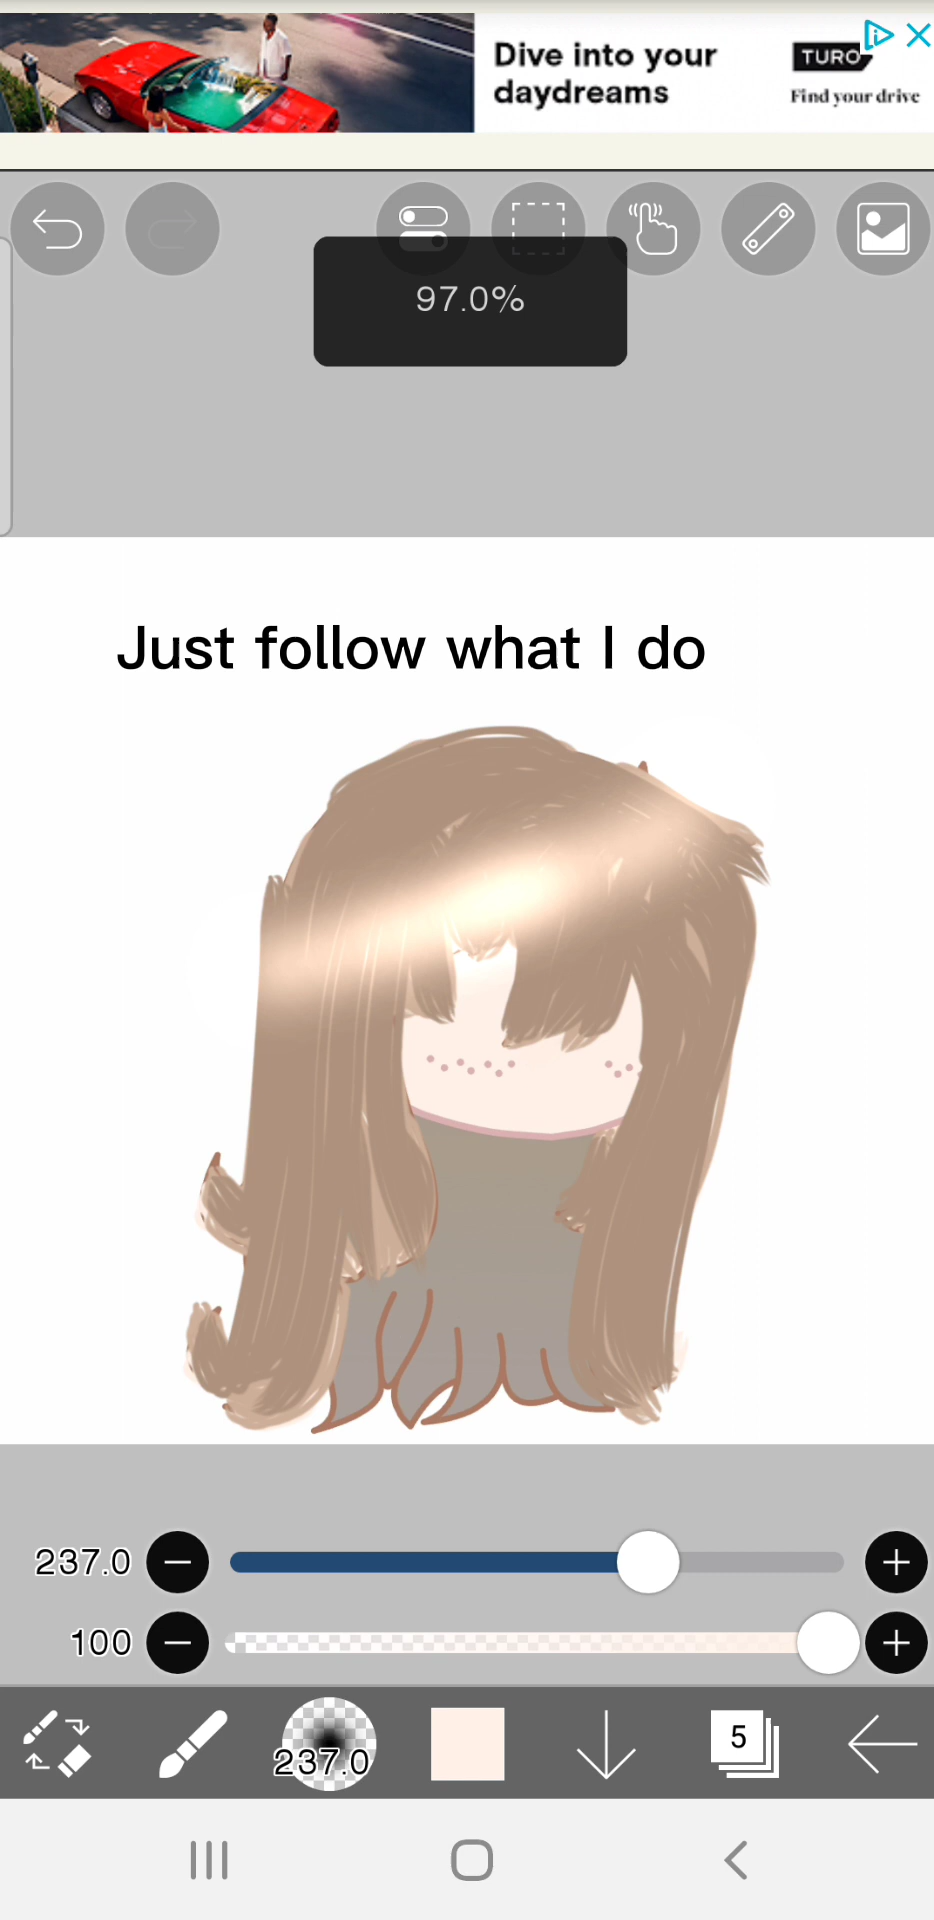 Dive into your
daydreams
TURO
Find your drive
97.0%
Just follow what I do
237.0
100
237.0
5